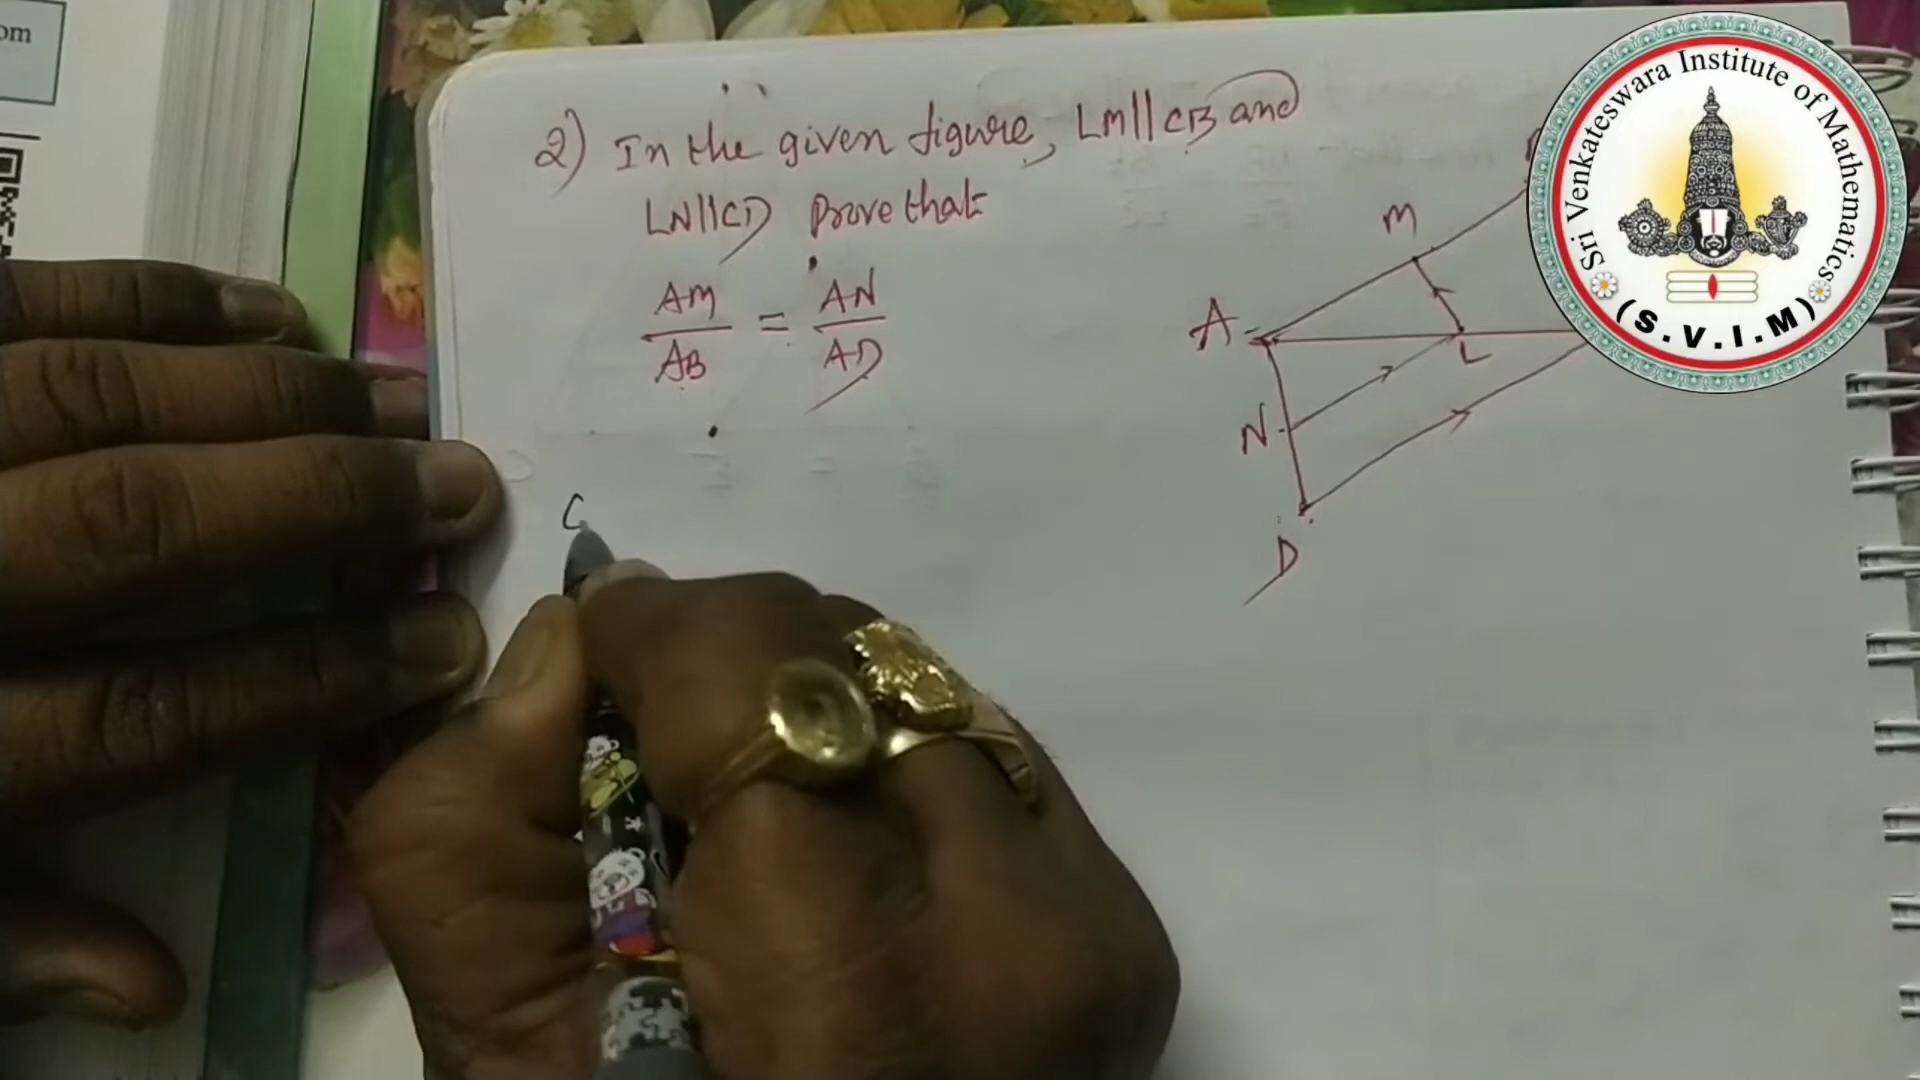 om
2) In the given figure, LM||CB and
LN||CD Prove that
AM/AB = AN/AD
C
M
A
L
N
D
Sri Venkateswara Institute of Mathematics
(S.V.I.M)